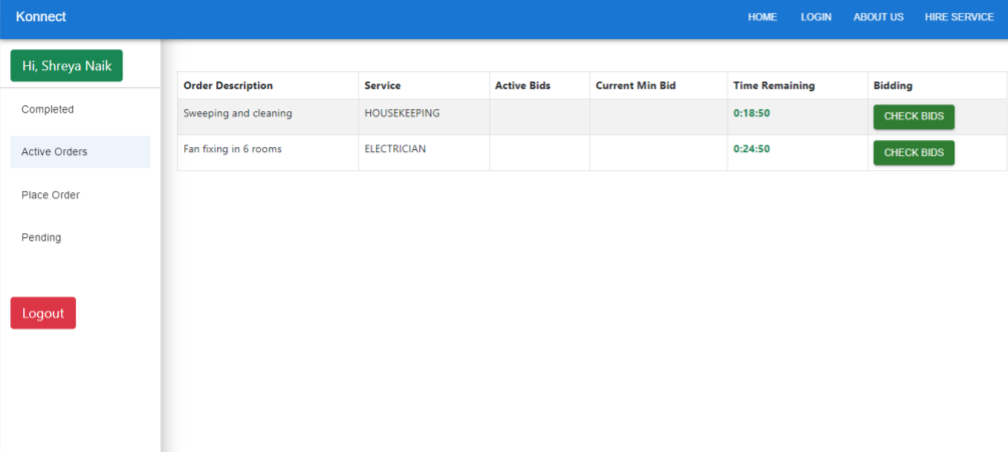 Konnect HOME LOGIN ABOUT US HIRE SERVICE
Hi, Shreya Naik
Completed
Active Orders
Place Order
Pending
Logout
Order Description Service Active Bids Current Min Bid Time Remaining Bidding
Sweeping and cleaning HOUSEKEEPING 0:18:50 CHECK BIDS
Fan fixing in 6 rooms ELECTRICIAN 0:24:50 CHECK BIDS